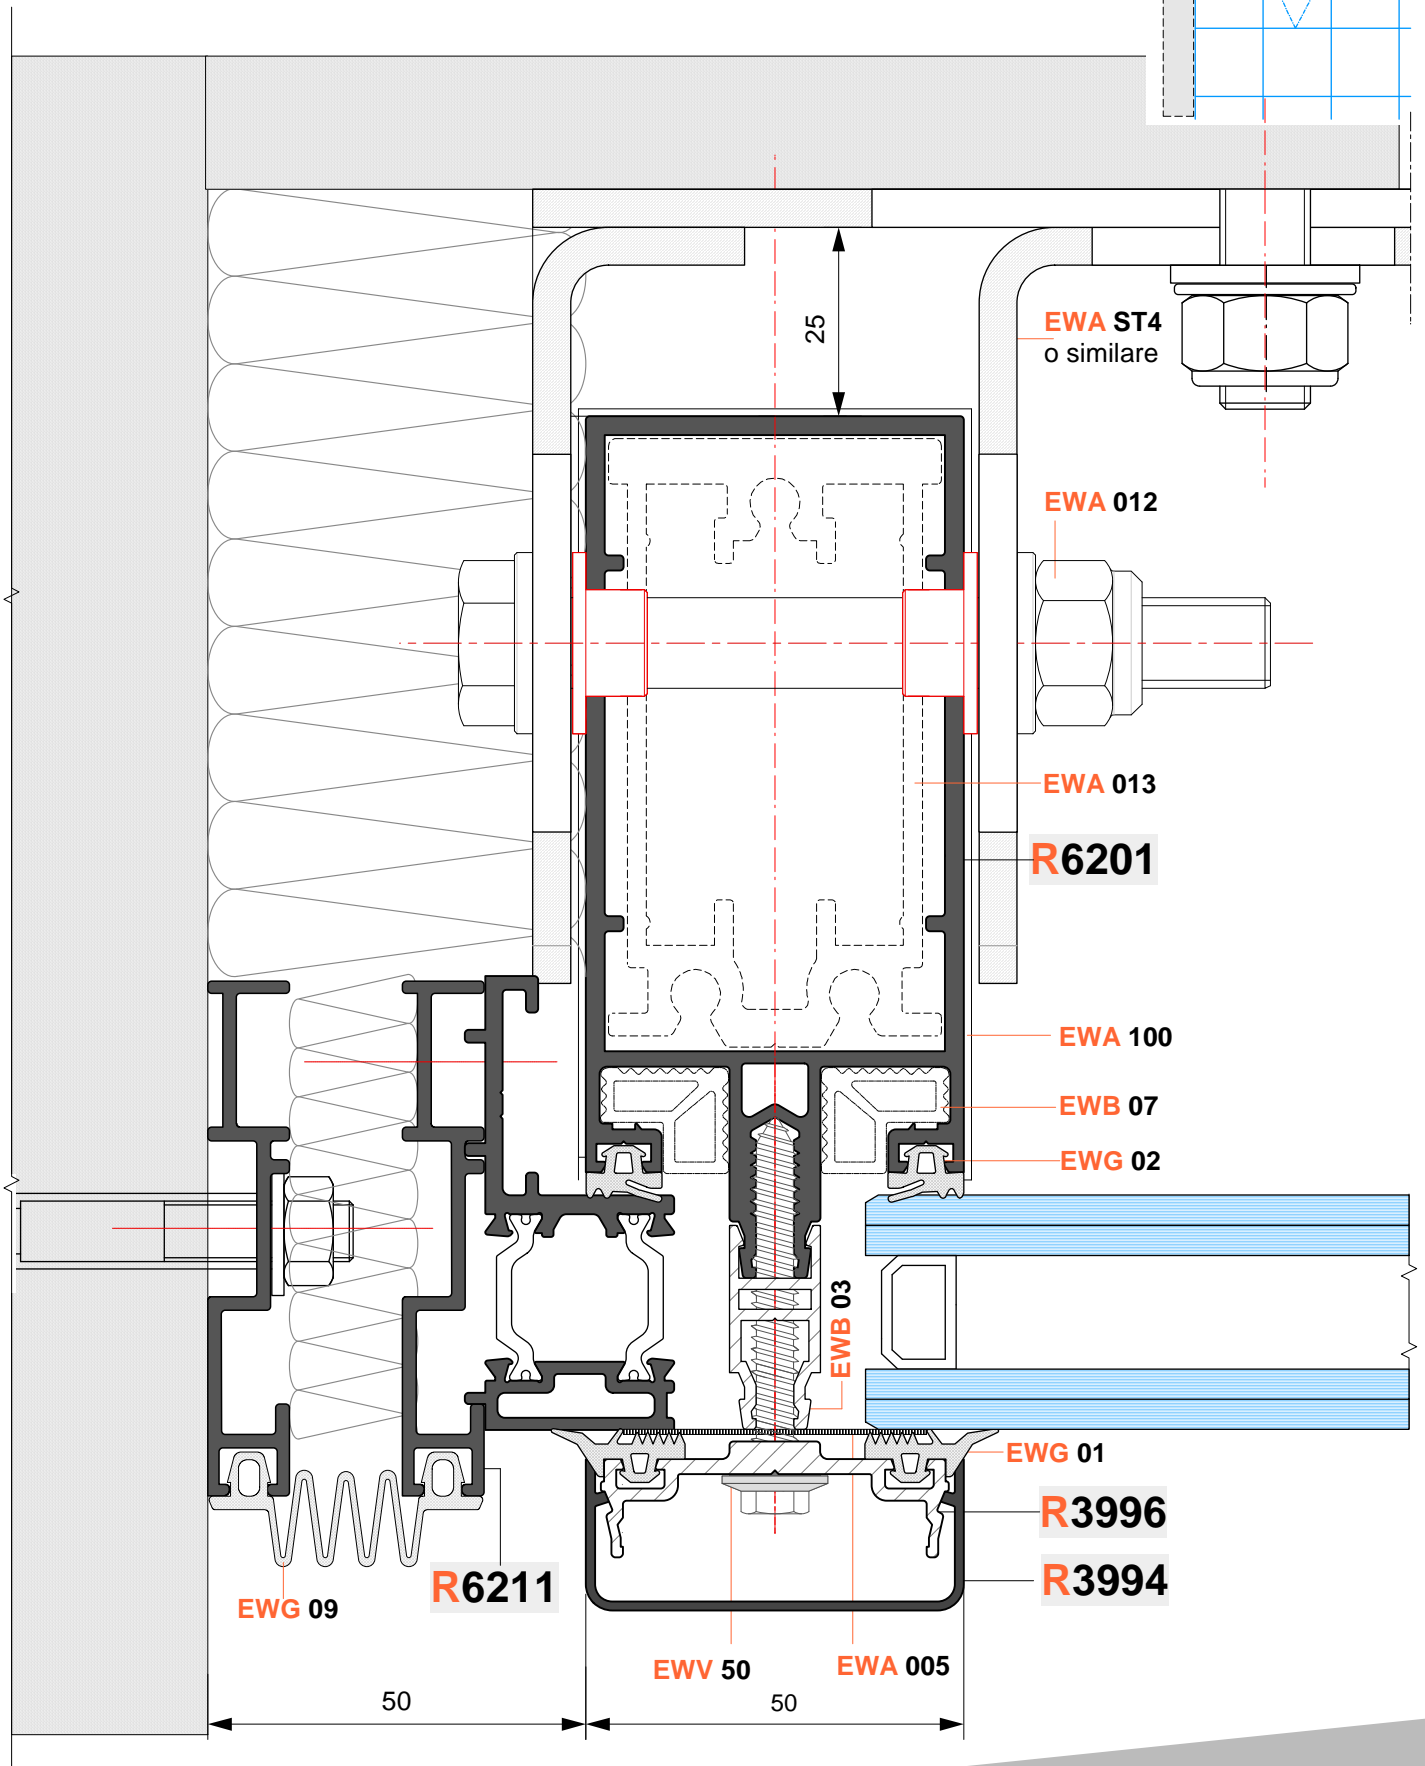 25
EWA ST4
o similare
EWA 012
EWA 013
R6201
EWA 100
EWB 07
EWG 02
EWB 03
EWG 01
R3996
R3994
R6211
EWG 09
EWV 50
EWA 005
50
50